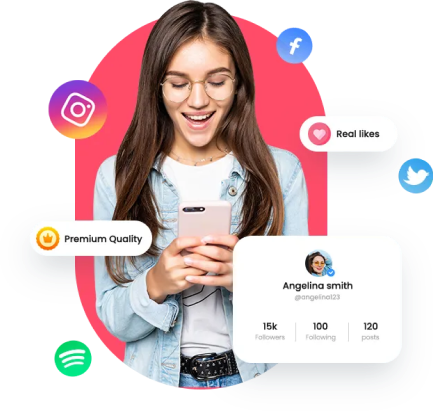 Real likes
Premium Quality
Angelina smith
@angelina123
15k 100 120
Followers Following posts